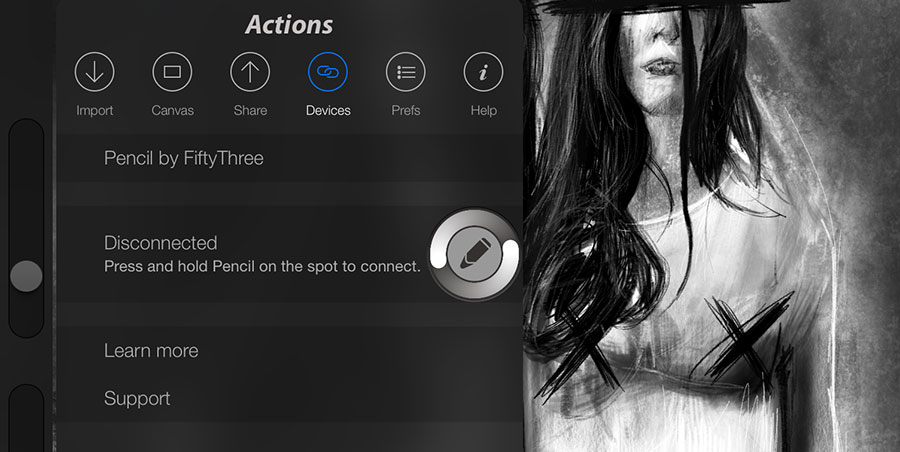 Actions
Import Canvas Share Devices Prefs Help
Pencil by FiftyThree
Disconnected
Press and hold Pencil on the spot to connect.
Learn more
Support